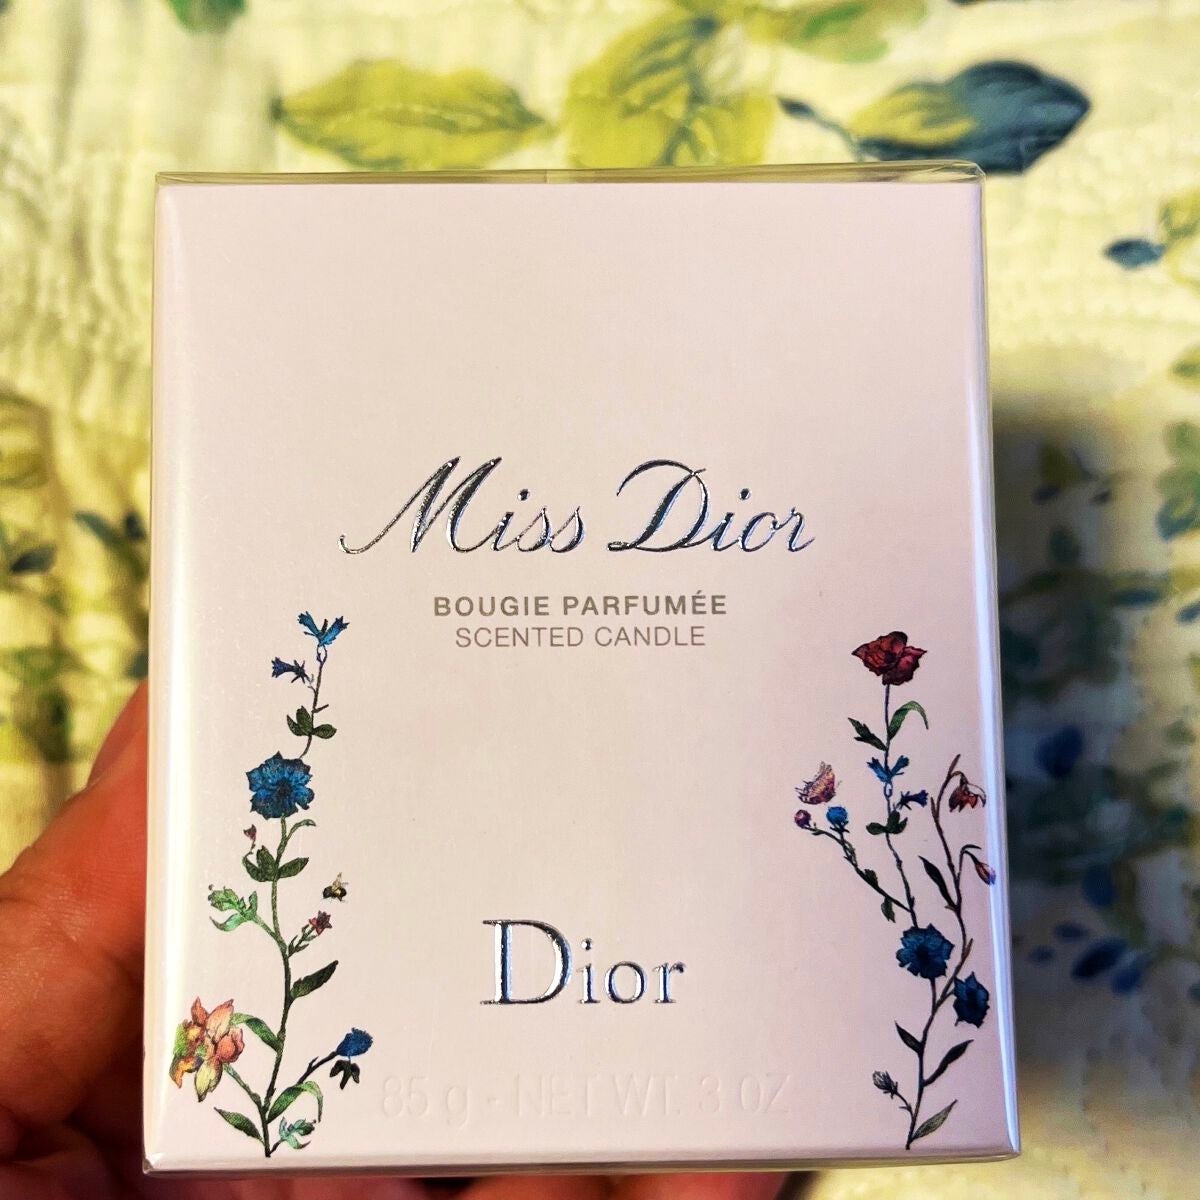 Miss Dior
BOUGIE PARFUMÉE
SCENTED CANDLE
Dior
85 g - NET WT. 3 OZ